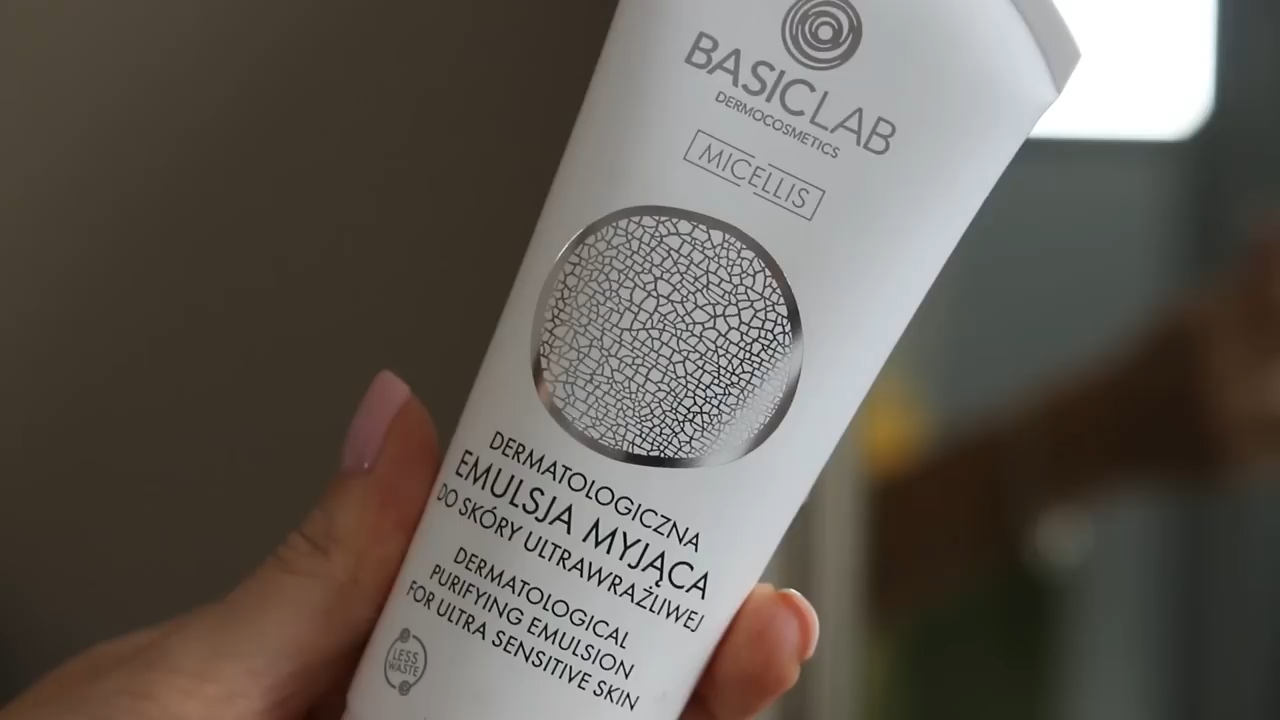 BASICLAB
DERMOCOSMETICS
MICELLIS
DERMATOLOGICZNA
EMULSJA MYJĄCA
DO SKÓRY ULTRAWRAŻLIWEJ
DERMATOLOGICAL
PURIFYING EMULSION
FOR ULTRA SENSITIVE SKIN
LESS
WASTE